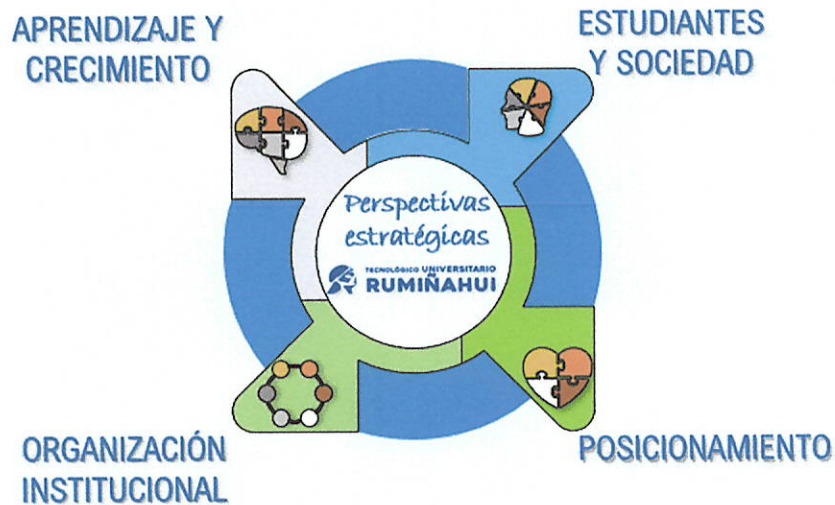 APRENDIZAJE Y
CRECIMIENTO
ESTUDIANTES
Y SOCIEDAD
Perspectivas
estratégicas
TECNOLÓGICO UNIVERSITARIO
RUMIÑAHUI
ORGANIZACIÓN
INSTITUCIONAL
POSICIONAMIENTO